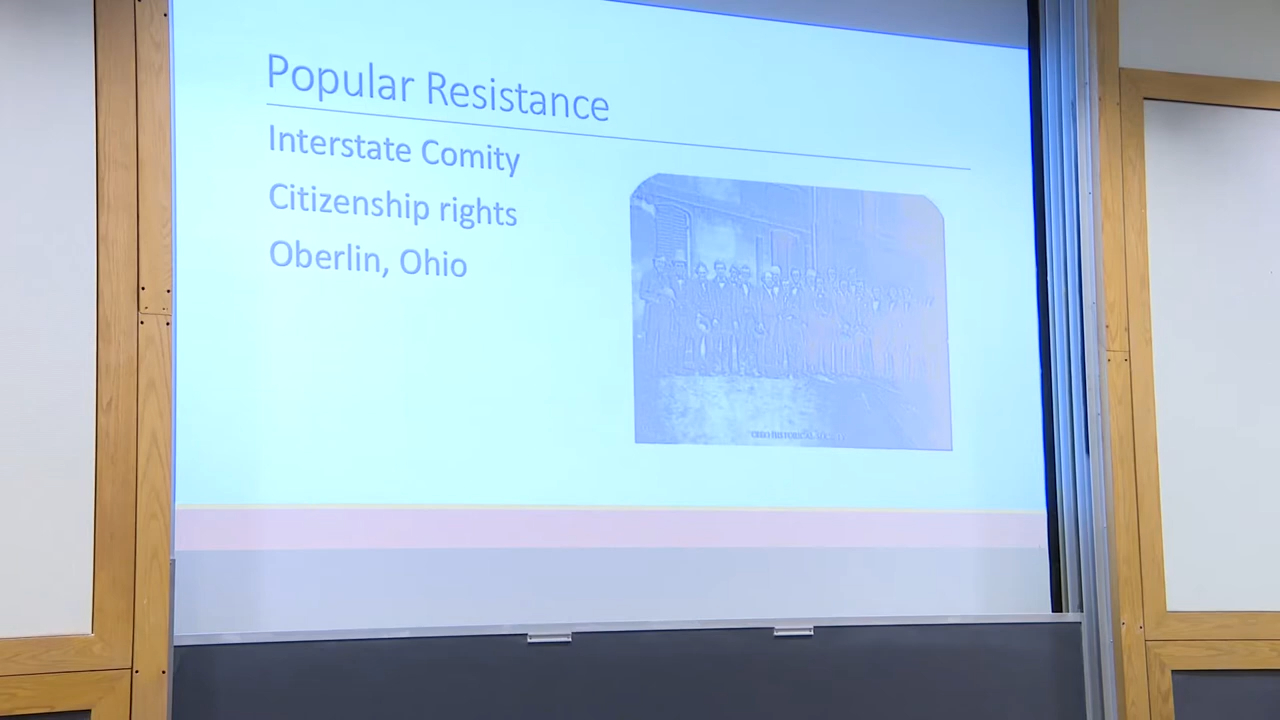 Popular Resistance
Interstate Comity
Citizenship rights
Oberlin, Ohio